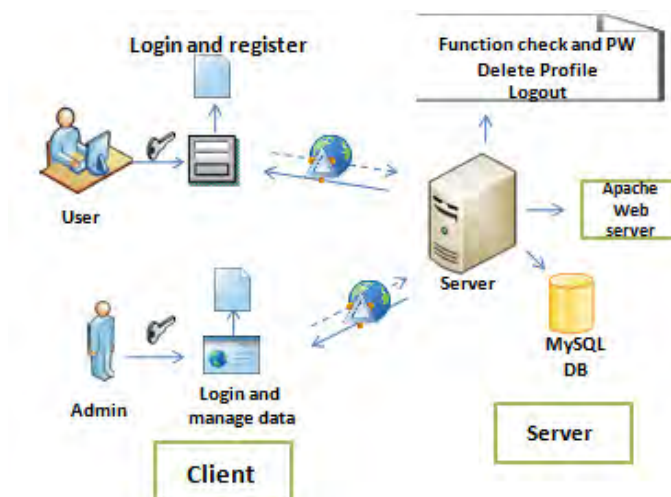 Login and register
Function check and PW
Delete Profile
Logout
User
Apache
Web
server
Server
MySQL
DB
Admin
Login and
manage data
Client
Server